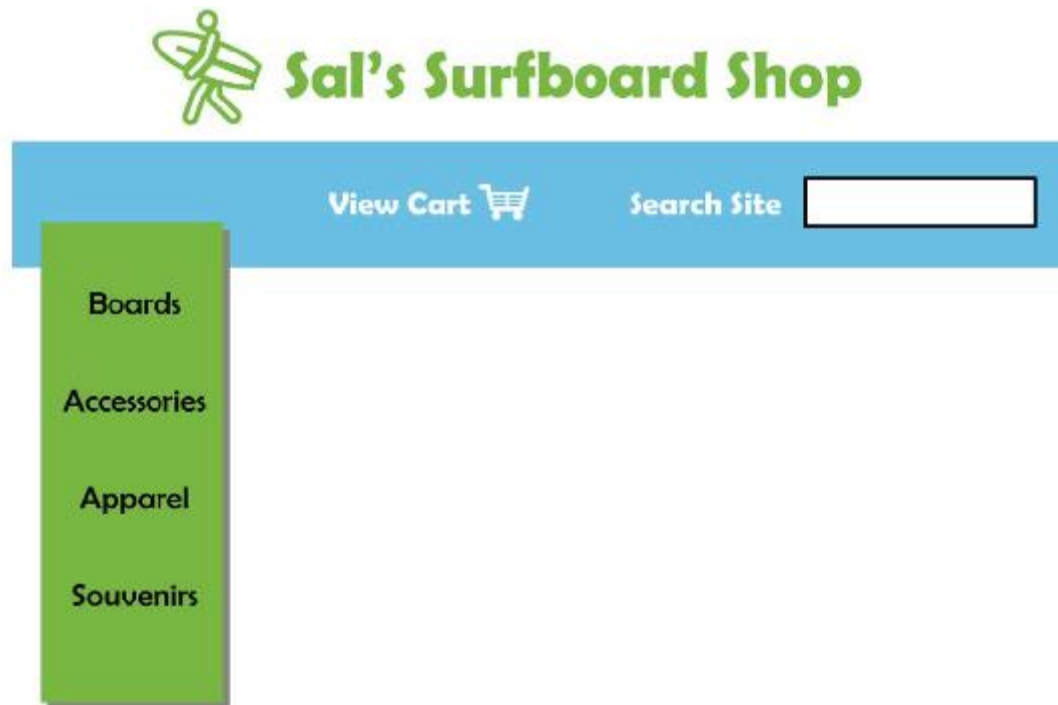 Sal's Surfboard Shop
View Cart
Search Site
Boards
Accessories
Apparel
Souvenirs